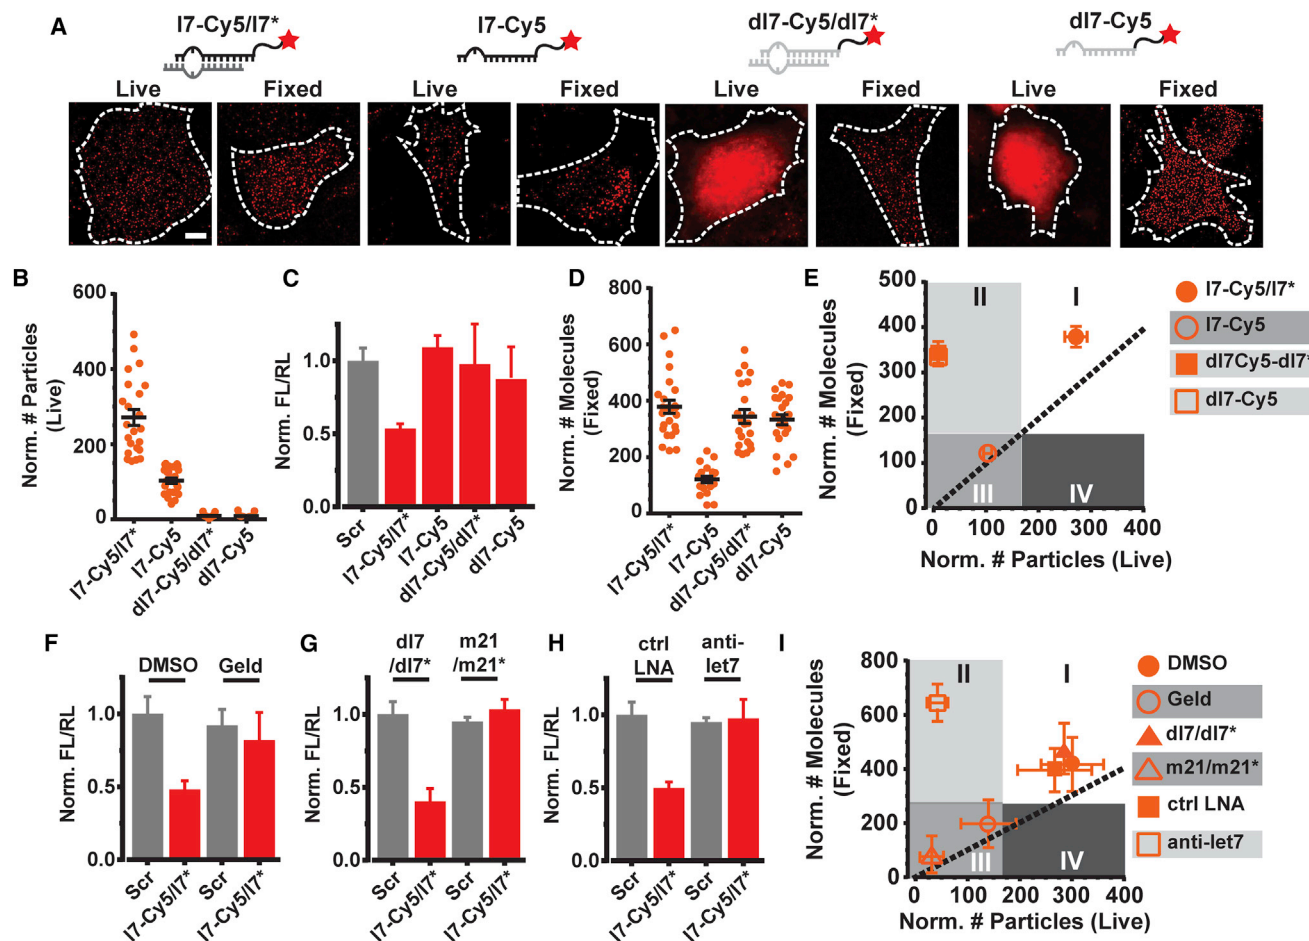 A
l7-Cy5/l7*
l7-Cy5
dl7-Cy5/dl7*
dl7-Cy5
Live
Fixed
Live
Fixed
Live
Fixed
Live
Fixed
B
Norm. # Particles
(Live)
600
400
200
0
l7-Cy5/l7*
l7-Cy5
dl7-Cy5/dl7*
dl7-Cy5
C
Norm. FL/RL
1.0
0.5
0.0
Scr
l7-Cy5/l7*
l7-Cy5
dl7-Cy5/dl7*
dl7-Cy5
D
Norm. # Molecules
(Fixed)
800
600
400
200
0
l7-Cy5/l7*
l7-Cy5
dl7-Cy5/dl7*
dl7-Cy5
E
Norm. # Molecules
(Fixed)
500
400
300
200
100
0
II
I
III
IV
0
100
200
300
400
Norm. # Particles (Live)
l7-Cy5/l7*
l7-Cy5
dl7Cy5-dl7*
dl7-Cy5
F
DMSO
Geld
Norm. FL/RL
1.0
0.5
0.0
Scr
l7-Cy5/l7*
Scr
l7-Cy5/l7*
G
dl7
/dl7*
m21
/m21*
Norm. FL/RL
1.0
0.5
0.0
Scr
l7-Cy5/l7*
Scr
l7-Cy5/l7*
H
ctrl
LNA
anti-
let7
Norm. FL/RL
1.0
0.5
0.0
Scr
l7-Cy5/l7*
Scr
l7-Cy5/l7*
I
Norm. # Molecules
(Fixed)
800
600
400
200
0
II
I
III
IV
0
100
200
300
400
Norm. # Particles (Live)
DMSO
Geld
dl7/dl7*
m21/m21*
ctrl LNA
anti-let7